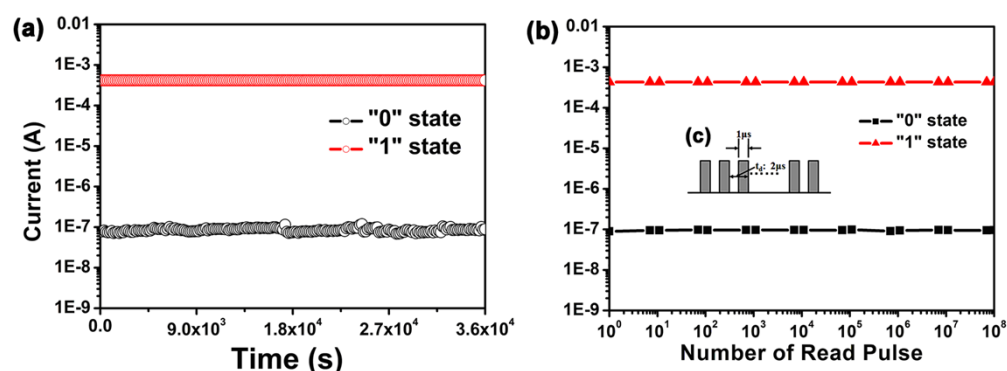 (a)
0.01
1E-3
1E-4
1E-5
1E-6
1E-7
1E-8
1E-9
Current (A)
"0" state
"1" state
0.0
9.0x10³
1.8x10⁴
2.7x10⁴
3.6x10⁴
Time (s)
(b)
0.01
1E-3
1E-4
1E-5
1E-6
1E-7
1E-8
1E-9
"0" state
"1" state
(c)
1μs
t_d: 2μs
10⁰
10¹
10²
10³
10⁴
10⁵
10⁶
10⁷
10⁸
Number of Read Pulse